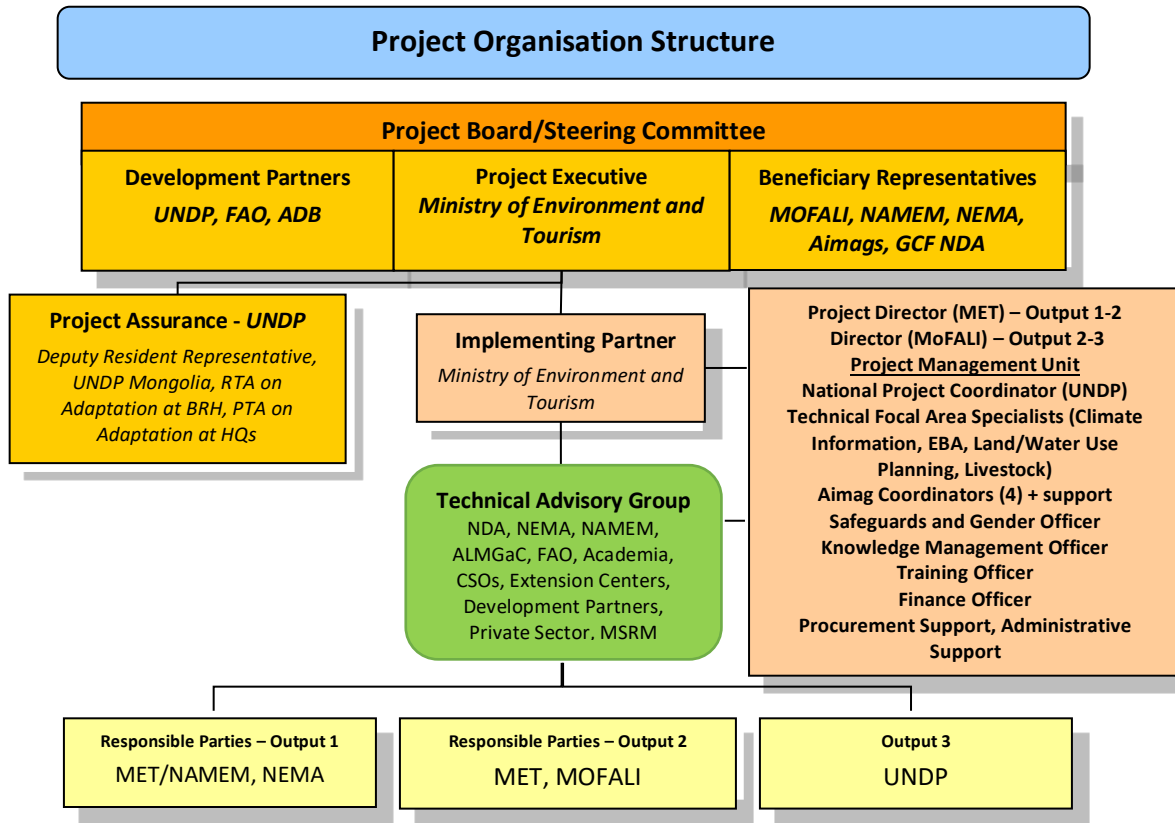 Project Organisation Structure
Project Board/Steering Committee
Development Partners
UNDP, FAO, ADB
Project Executive
Ministry of Environment and
Tourism
Beneficiary Representatives
MOFALI, NAMEM, NEMA,
Aimags, GCF NDA
Project Assurance - UNDP
Deputy Resident Representative,
UNDP Mongolia, RTA on
Adaptation at BRH, PTA on
Adaptation at HQs
Implementing Partner
Ministry of Environment and
Tourism
Project Director (MET) – Output 1-2
Director (MoFALI) – Output 2-3
Project Management Unit
National Project Coordinator (UNDP)
Technical Focal Area Specialists (Climate
Information, EBA, Land/Water Use
Planning, Livestock)
Aimag Coordinators (4) + support
Safeguards and Gender Officer
Knowledge Management Officer
Training Officer
Finance Officer
Procurement Support, Administrative
Support
Technical Advisory Group
NDA, NEMA, NAMEM,
ALMGaC, FAO, Academia,
CSOs, Extension Centers,
Development Partners,
Private Sector, MSRM
Responsible Parties – Output 1
MET/NAMEM, NEMA
Responsible Parties – Output 2
MET, MOFALI
Output 3
UNDP